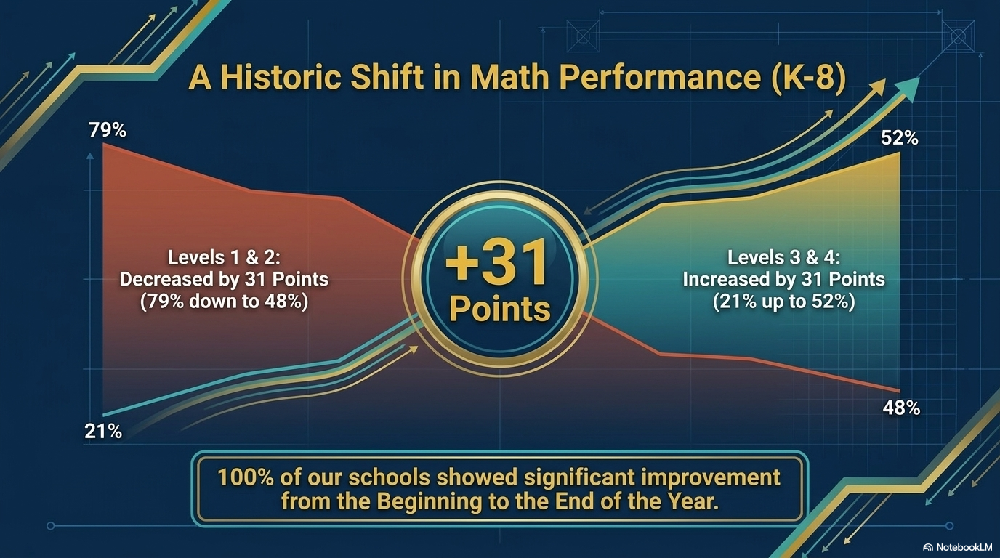 A Historic Shift in Math Performance (K-8)
79%
52%
Levels 1 & 2:
Decreased by 31 Points
(79% down to 48%)
+31
Points
Levels 3 & 4:
Increased by 31 Points
(21% up to 52%)
21%
48%
100% of our schools showed significant improvement
from the Beginning to the End of the Year.
NotebookLM